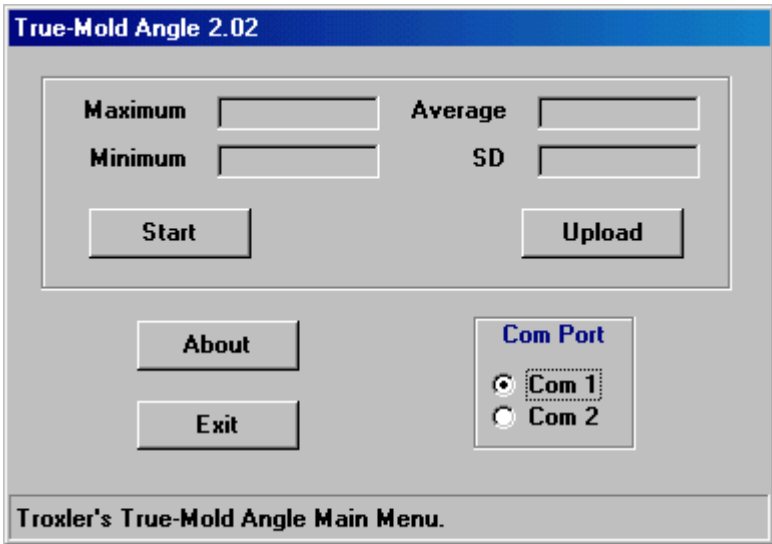 True-Mold Angle 2.02
Maximum Average
Minimum SD
Start Upload
About
Exit
Com Port
Com 1
Com 2
Troxler's True-Mold Angle Main Menu.